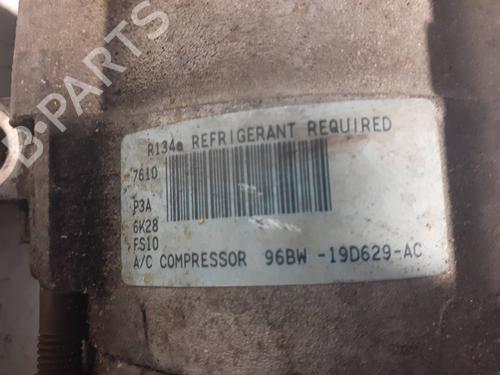 B-PARTS
R134a REFRIGERANT REQUIRED
7610
P3A
6K28
FS10
A/C COMPRESSOR 96BW -19D629-AC